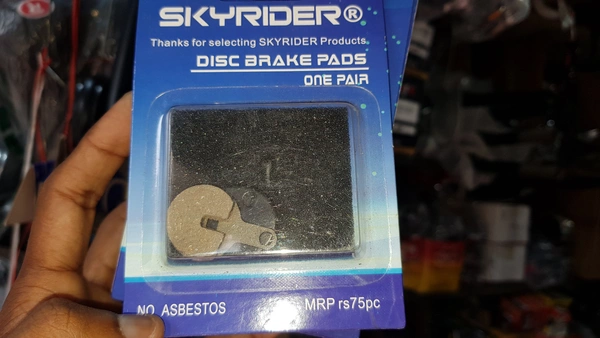 SKYRIDER®
Thanks for selecting SKYRIDER Products
DISC BRAKE PADS
ONE PAIR
NO ASBESTOS
MRP rs75pc